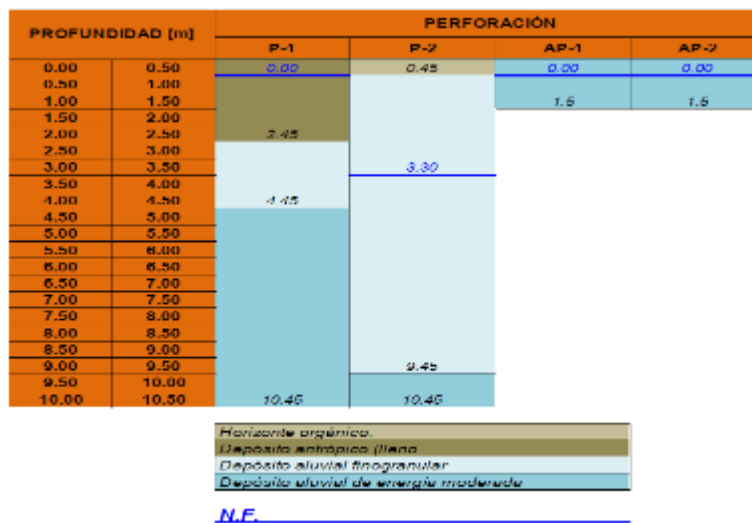 PROFUNDIDAD [m] PERFORACIÓN
P-1 P-2 AP-1 AP-2
0.00 0.50 0.00 0.45 0.00 0.00
0.50 1.00
1.00 1.50 1.5 1.5
1.50 2.00
2.00 2.50 2.45
2.50 3.00
3.00 3.50 3.30
3.50 4.00
4.00 4.50 4.45
4.50 5.00
5.00 5.50
5.50 6.00
6.00 6.50
6.50 7.00
7.00 7.50
7.50 8.00
8.00 8.50
8.50 9.00
9.00 9.50 9.45
9.50 10.00
10.00 10.50 10.45 10.45
Horizonte orgánico.
Depósito antrópico (lleno
Depósito aluvial finogranular
Depósito aluvial de energía moderada
N.F.